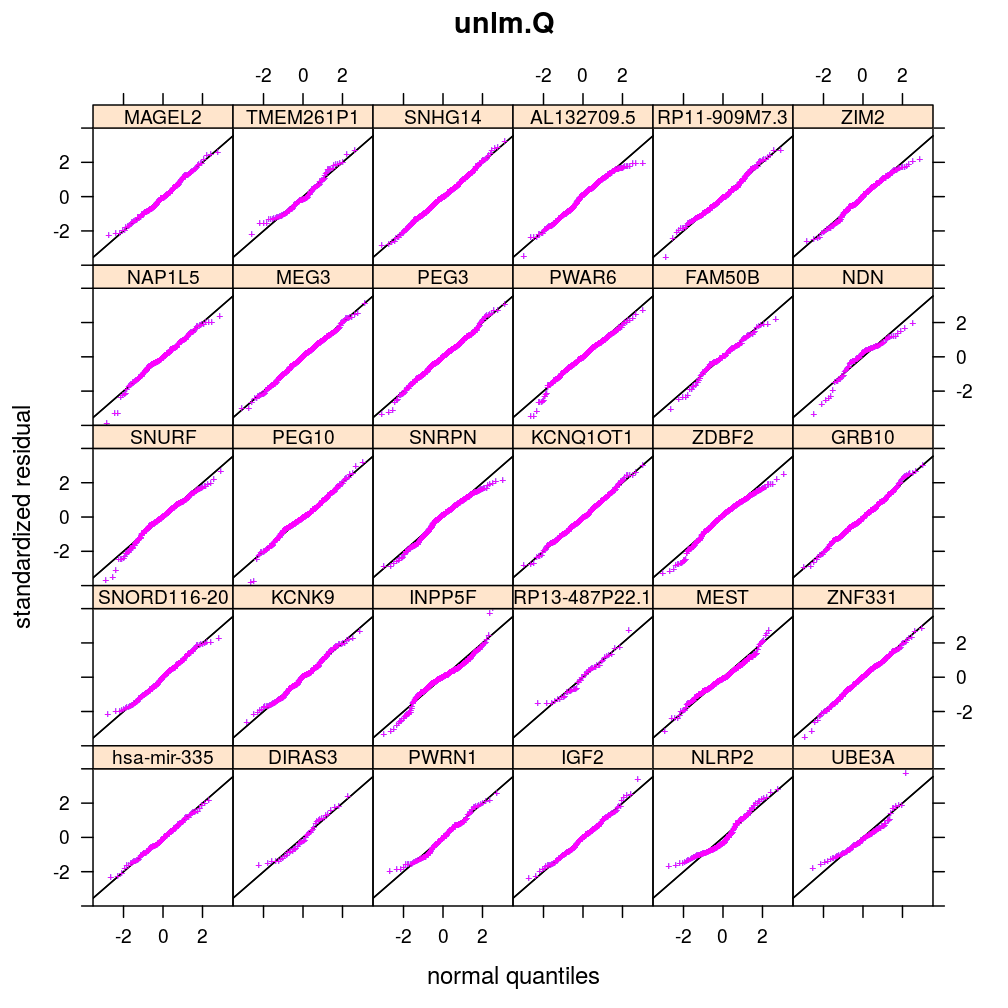 unlm.Q
-2 0 2 -2 0 2 -2 0 2
MAGEL2 TMEM261P1 SNHG14 AL132709.5 RP11-909M7.3 ZIM2
2
0
-2
NAP1L5 MEG3 PEG3 PWAR6 FAM50B NDN
2
0
-2
SNURF PEG10 SNRPN KCNQ1OT1 ZDBF2 GRB10
2
0
-2
SNORD116-20 KCNK9 INPP5F RP13-487P22.1 MEST ZNF331
2
0
-2
hsa-mir-335 DIRAS3 PWRN1 IGF2 NLRP2 UBE3A
2
0
-2
-2 0 2 -2 0 2 -2 0 2
normal quantiles
standardized residual